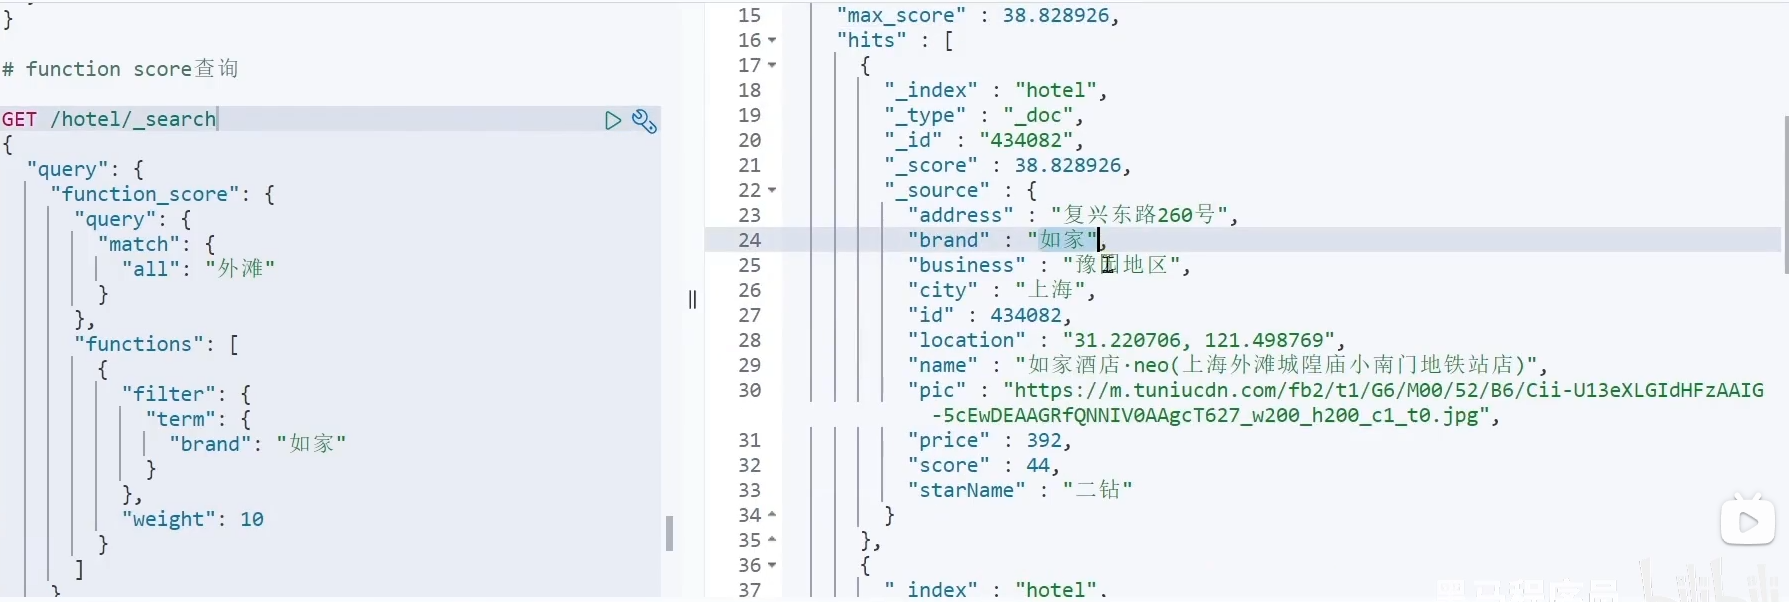 }
# function score查询
GET /hotel/_search
{
"query": {
"function_score": {
"query": {
"match": {
"all": "外滩"
}
},
"functions": [
{
"filter": {
"term": {
"brand": "如家"
}
},
"weight": 10
}
]
}
15 "max_score" : 38.828926,
16 "hits" : [
17 {
18 "_index" : "hotel",
19 "_type" : "_doc",
20 "_id" : "434082",
21 "_score" : 38.828926,
22 "_source" : {
23 "address" : "复兴东路260号",
24 "brand" : "如家",
25 "business" : "豫园地区",
26 "city" : "上海",
27 "id" : 434082,
28 "location" : "31.220706, 121.498769",
29 "name" : "如家酒店·neo(上海外滩城隍庙小南门地铁站店)",
30 "pic" : "https://m.tuniucdn.com/fb2/t1/G6/M00/52/B6/Cii-U13eXLGIdHFzAAIG
-5cEwDEAAGRfQNNIV0AAgcT627_w200_h200_c1_t0.jpg",
31 "price" : 392,
32 "score" : 44,
33 "starName" : "二钻"
34 }
35 },
36 {
37 "_index" : "hotel",